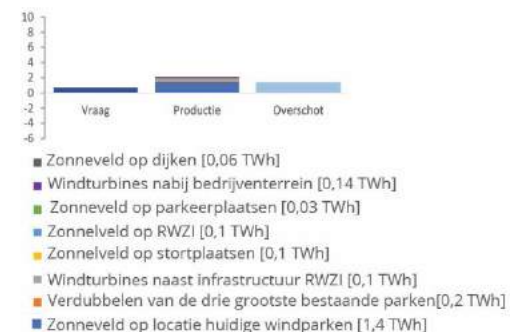 10
8
6
4
2
0
-2
-4
-6
Vraag Productie Overschot
Zonneveld op dijken [0,06 TWh]
Windturbines nabij bedrijventerrein [0,14 TWh]
Zonneveld op parkeerplaatsen [0,03 TWh]
Zonnelveld op RWZI [0,1 TWh]
Zonnelveld op stortplaatsen [0,1 TWh]
Windturbines naast infrastructuur RWZI [0,1 TWh]
Verdubbelen van de drie grootste bestaande parken[0,2 TWh]
Zonneveld op locatie huidige windparken [1,4 TWh]